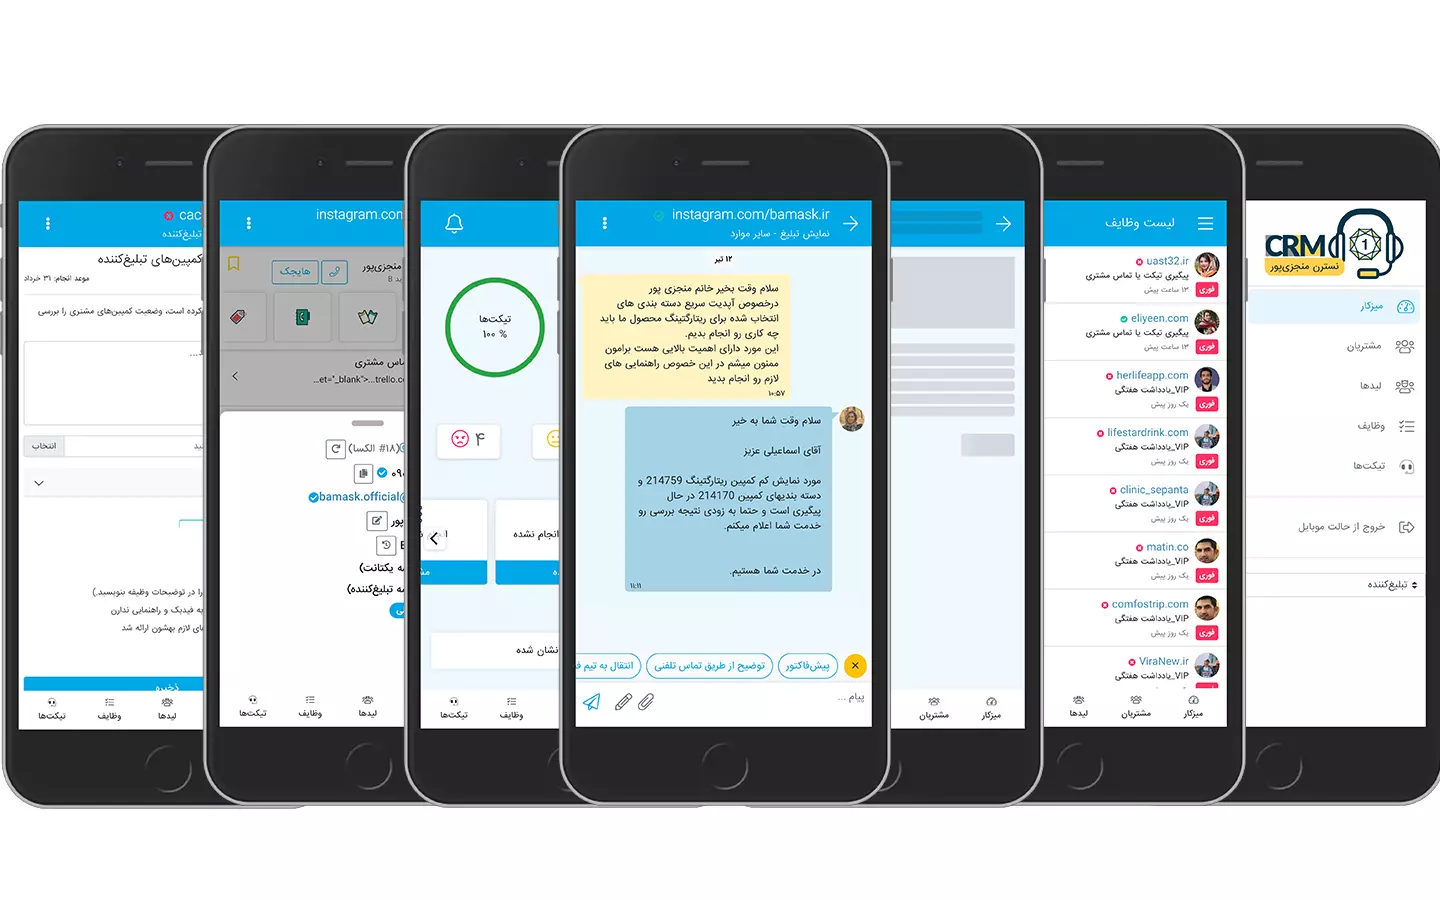 cac
تبلیغ‌کننده
کمپین‌های تبلیغ‌کننده
موعد انجام: ۳۱ خرداد
کرده است، وضعیت کمپین‌های مشتری را بررسی
...
انتخاب
را در توضیحات وظیفه بنویسید.)
به فیدبک و راهنمایی ندارن
های لازم بهشون ارائه شد
ذخیره
لیدها
وظایف
تیکت‌ها
instagram.com
منجزی‌پور
هایجک
ماس مشتری
et="_blank">...trelio.c...
(الکسا #۱۸)
bamask.official@
پور
ه یکتانت)
ه تبلیغ‌کننده)
لیدها
وظایف
تیکت‌ها
تیکت‌ها
۱۰۰ %
۴
انجام نشده
نشان شده
وظایف
تیکت‌ها
instagram.com/bamask.ir
نمایش تبلیغ - سایر موارد
۱۲ تیر
سلام وقت بخیر خانم منجزی پور
درخصوص آپدیت سریع دسته بندی های
انتخاب شده برای ریتارگتینگ محصول ما باید
چه کاری رو انجام بدیم.
این مورد دارای اهمیت بالایی هست برامون
ممنون میشم در این خصوص راهنمایی های
لازم رو انجام بدید
۱۰:۵۷
سلام وقت شما به خیر
آقای اسماعیلی عزیز
مورد نمایش کم کمپین ریتارگتینگ 214759 و
دسته بندیهای کمپین 214170 در حال
پیگیری است و حتما به زودی نتیجه بررسی رو
خدمت شما اعلام میکنم.
در خدمت شما هستیم.
۱۱:۱۱
پیش‌فاکتور
توضیح از طریق تماس تلفنی
انتقال به تیم ف
پیام ...
میزکار
مشتریان
لیست وظایف
uast32.ir
پیگیری تیکت یا تماس مشتری
فوری
۱۳ ساعت پیش
eliyeen.com
پیگیری تیکت یا تماس مشتری
فوری
۱۳ ساعت پیش
herlifeapp.com
VIP_یادداشت هفتگی
فوری
یک روز پیش
lifestardrink.com
VIP_یادداشت هفتگی
فوری
یک روز پیش
clinic_sepanta
VIP_یادداشت هفتگی
فوری
یک روز پیش
matin.co
VIP_یادداشت هفتگی
فوری
یک روز پیش
comfostrip.com
VIP_یادداشت هفتگی
فوری
یک روز پیش
ViraNew.ir
VIP_یادداشت هفتگی
میزکار
مشتریان
لیدها
CRM
1
نسترن منجزی‌پور
میزکار
مشتریان
لیدها
وظایف
تیکت‌ها
خروج از حالت موبایل
تبلیغ‌کننده